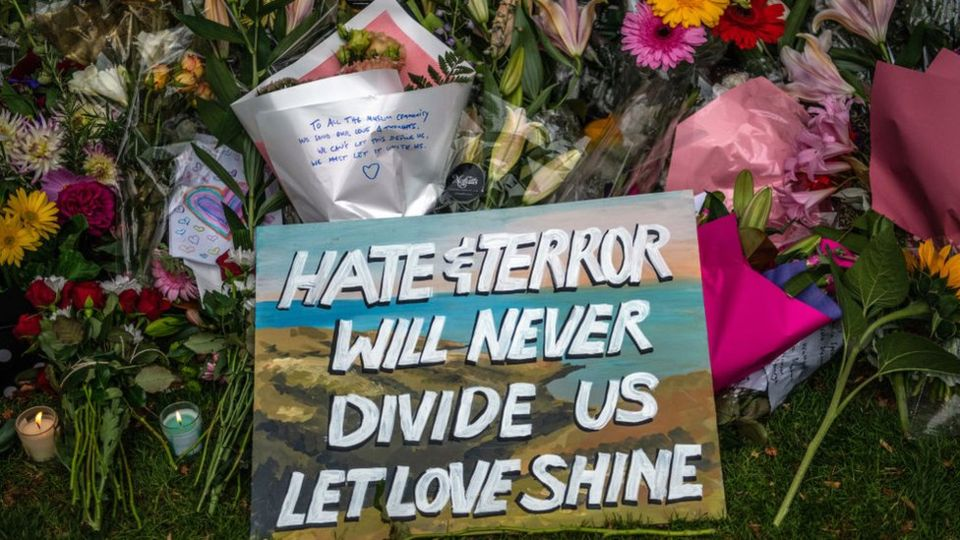 TO ALL THE MUSLIM COMMUNITY
WE SEND OUR LOVE & THOUGHTS,
WE CAN'T LET THIS DEFINE US,
WE MUST LET IT UNITE US.
HATE & TERROR
WILL NEVER
DIVIDE US
LET LOVE SHINE